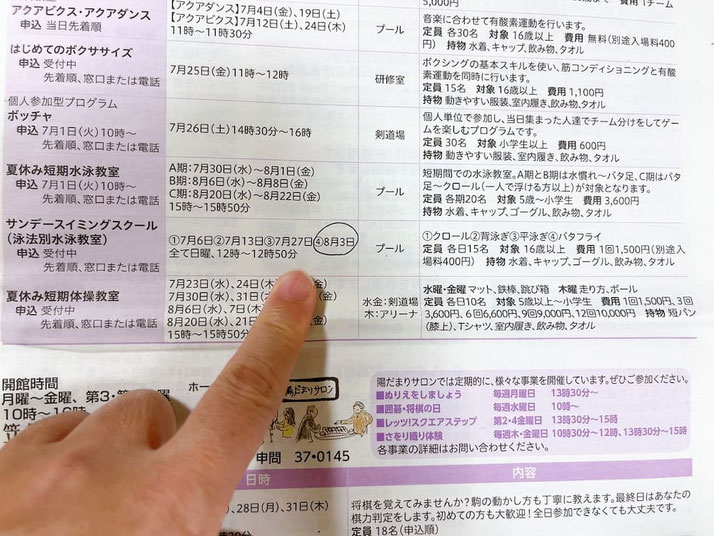 アクアビクス・アクアダンス
申込 当日先着順
【アクアビクス】7月4日(金)、19日(土)
【アクアビクス】7月12日(土)、24日(木)
11時〜11時30分
プール
5,000円
音楽に合わせて有酸素運動を行います。
定員 各30名 対象 16歳以上 費用 無料(別途入場料400
円) 持物 水着、キャップ、飲み物、タオル
はじめてのボクササイズ
申込 受付中
先着順、窓口または電話
7月25日(金)11時〜12時
研修室
ボクシングの基本スキルを使い、筋コンディショニングと有酸
素運動を同時に行います。
定員 15名 対象 16歳以上 費用 1,100円
持物 動きやすい服装、室内履き、飲み物、タオル
個人参加型プログラム
ボッチャ
申込 7月1日(火)10時〜
先着順、窓口または電話
7月26日(土)14時30分〜16時
剣道場
個人単位で参加し、当日集まった人達でチーム分けをしてゲー
ムを楽しむプログラムです。
定員 30名 対象 小学生以上 費用 600円
持物 動きやすい服装、室内履き、飲み物、タオル
夏休み短期水泳教室
申込 7月1日(火)10時〜
先着順、窓口または電話
A期:7月30日(水)〜8月1日(金)
B期:8月6日(水)〜8月8日(金)
C期:8月20日(水)〜8月22日(金)
15時〜15時50分
プール
短期間での水泳教室。A期とB期は水慣れ〜バタ足、C期はバタ
足〜クロール(一人で浮ける方以上)が対象となります。
定員 各期20名 対象 5歳〜小学生 費用 3,600円
持物 水着、キャップ、ゴーグル、飲み物、タオル
サンデースイミングスクール
(泳法別水泳教室)
申込 受付中
先着順、窓口または電話
①7月6日②7月13日③7月27日④8月3日
全て日曜、12時〜12時50分
プール
①クロール②背泳ぎ③平泳ぎ④バタフライ
定員 各日15名 対象 16歳以上 費用 1回1,500円(別途入
場料400円) 持物 水着、キャップ、ゴーグル、飲み物、タオル
夏休み短期体操教室
申込 受付中
先着順、窓口または電話
7月23日(水)、24日(木)
7月30日(水)、31日(金)
8月6日(水)、7日(木)
8月20日(水)、21日(金)
15時〜15時50分
水金:剣道場
木:アリーナ
水曜・金曜 マット、鉄棒、跳び箱 木曜 走り方、ボール
定員 各日10名 対象 5歳以上〜小学生 費用 1回1,500円、3回
3,600円、6回6,600円、9回9,000円、12回10,000円 持物 短パン
(膝上)、Tシャツ、室内履き、飲み物、タオル
開館時間
月曜〜金曜、第3・第
ホー
陽だまりサロン
申問 37・0145
陽だまりサロンでは定期的に、様々な事業を開催しています。ぜひご参加ください。
■ぬりえをしましょう 毎週月曜日 13時30分〜
■囲碁・将棋の日 毎週水曜日 10時〜
■レッツ!スクエアステップ 第2・4金曜日 13時30分〜15時
■さをり織り体験 毎週木・金曜日 10時30分〜12時、13時30分〜15時
各事業の詳細はお問い合わせください。
日時
内容
28日(月)、31日(木)
将棋を覚えてみませんか?駒の動かし方も丁寧に教えます。最終日はあなたの
棋力判定をします。初めての方も大歓迎!全日参加できなくても大丈夫です。
定員 18名(申込順)